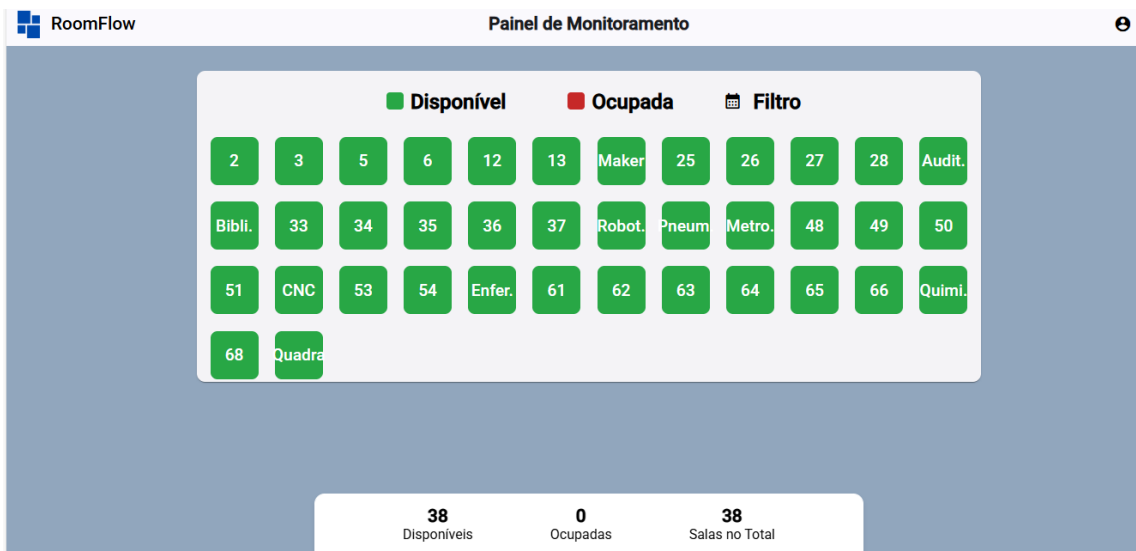 RoomFlow Painel de Monitoramento
Disponível Ocupada Filtro
2 3 5 6 12 13 Maker 25 26 27 28 Audit.
Bibli. 33 34 35 36 37 Robot. Pneum Metro. 48 49 50
51 CNC 53 54 Enfer. 61 62 63 64 65 66 Quimi.
68 Quadra
38 0 38
Disponíveis Ocupadas Salas no Total